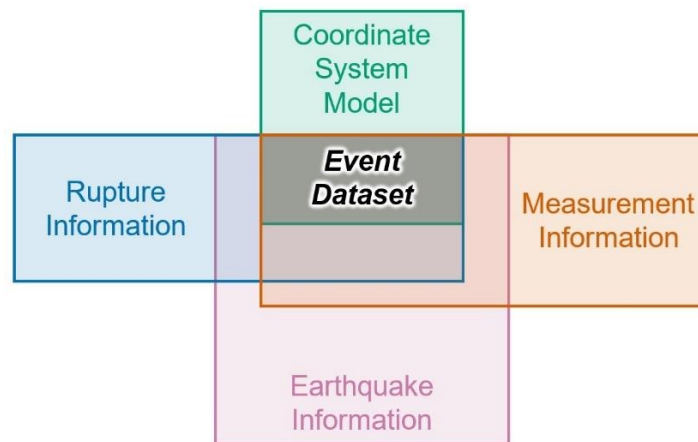 Coordinate
System
Model
Event
Dataset
Rupture
Information
Measurement
Information
Earthquake
Information